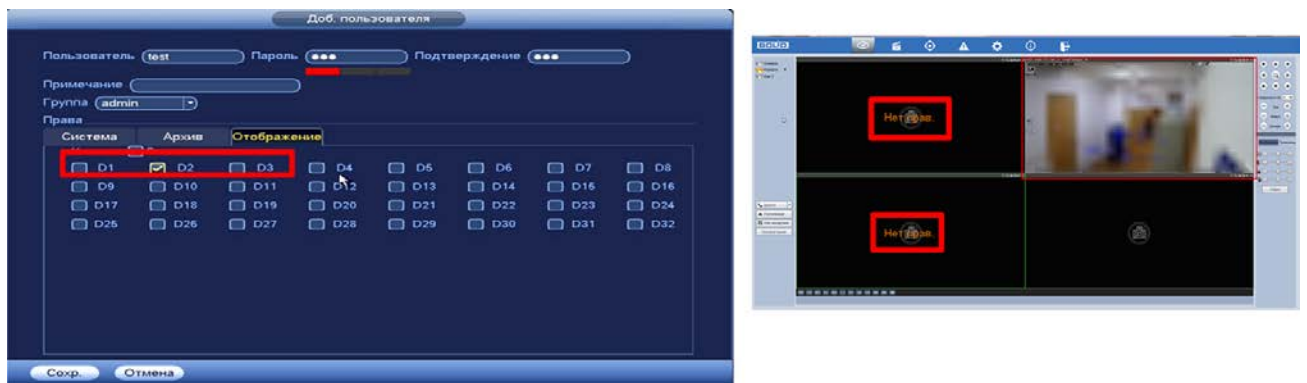 Доб. пользователя
Пользователь test Пароль ●●● Подтверждение ●●●
Примечание
Группа admin
Права
Система Архив Отображение
D1 D2 D3 D4 D5 D6 D7 D8
D9 D10 D11 D12 D13 D14 D15 D16
D17 D18 D19 D20 D21 D22 D23 D24
D25 D26 D27 D28 D29 D30 D31 D32
Сохр. Отмена
BOLID
Нет прав.
Нет прав.